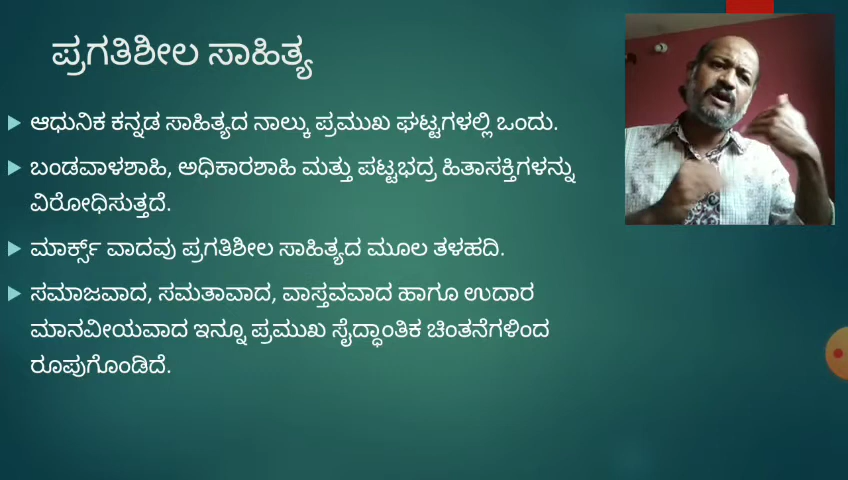 ಪ್ರಗತಿಶೀಲ ಸಾಹಿತ್ಯ
ಆಧುನಿಕ ಕನ್ನಡ ಸಾಹಿತ್ಯದ ನಾಲ್ಕು ಪ್ರಮುಖ ಘಟ್ಟಗಳಲ್ಲಿ ಒಂದು.
ಬಂಡವಾಳಶಾಹಿ, ಅಧಿಕಾರಶಾಹಿ ಮತ್ತು ಪಟ್ಟಭದ್ರ ಹಿತಾಸಕ್ತಿಗಳನ್ನು
ವಿರೋಧಿಸುತ್ತದೆ.
ಮಾರ್ಕ್ಸ್ ವಾದವು ಪ್ರಗತಿಶೀಲ ಸಾಹಿತ್ಯದ ಮೂಲ ತಳಹದಿ.
ಸಮಾಜವಾದ, ಸಮತಾವಾದ, ವಾಸ್ತವವಾದ ಹಾಗೂ ಉದಾರ
ಮಾನವೀಯವಾದ ಇನ್ನೂ ಪ್ರಮುಖ ಸೈದ್ಧಾಂತಿಕ ಚಿಂತನೆಗಳಿಂದ
ರೂಪುಗೊಂಡಿದೆ.